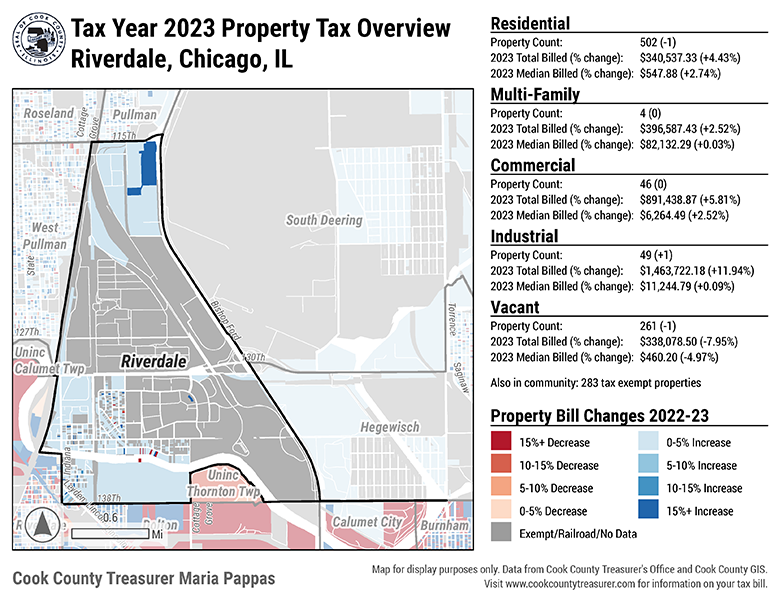 SEAL OF COOK COUNTY
ILLINOIS
Tax Year 2023 Property Tax Overview
Riverdale, Chicago, IL
Roseland
Cottage
Grove
Pullman
115Th
West
Pullman
State
South Deering
Bishop Ford
Torrence
127Th
Uninc
Calumet Twp
Riverdale
130Th
Saginaw
Hegewisch
Indiana
Uninc
Thornton Twp
138Th
Cottage
Grove
Calumet City
Burnham
0.6
Mi
Cook County Treasurer Maria Pappas
Residential
Property Count: 502 (-1)
2023 Total Billed (% change): $340,537.33 (+4.43%)
2023 Median Billed (% change): $547.88 (+2.74%)
Multi-Family
Property Count: 4 (0)
2023 Total Billed (% change): $396,587.43 (+2.52%)
2023 Median Billed (% change): $82,132.29 (+0.03%)
Commercial
Property Count: 46 (0)
2023 Total Billed (% change): $891,438.87 (+5.81%)
2023 Median Billed (% change): $6,264.49 (+2.52%)
Industrial
Property Count: 49 (+1)
2023 Total Billed (% change): $1,463,722.18 (+11.94%)
2023 Median Billed (% change): $11,244.79 (+0.09%)
Vacant
Property Count: 261 (-1)
2023 Total Billed (% change): $338,078.50 (-7.95%)
2023 Median Billed (% change): $460.20 (-4.97%)
Also in community: 283 tax exempt properties
Property Bill Changes 2022-23
15%+ Decrease
0-5% Increase
10-15% Decrease
5-10% Increase
5-10% Decrease
10-15% Increase
0-5% Decrease
15%+ Increase
Exempt/Railroad/No Data
Map for display purposes only. Data from Cook County Treasurer's Office and Cook County GIS.
Visit www.cookcountytreasurer.com for information on your tax bill.